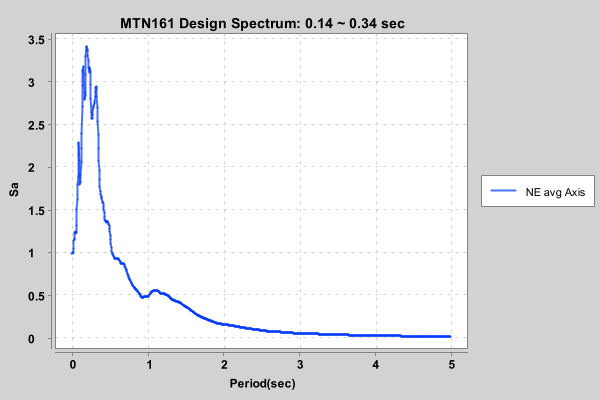 MTN161 Design Spectrum: 0.14 ~ 0.34 sec
3.5
3
2.5
2
1.5
1
0.5
0
Sa
0 1 2 3 4 5
Period(sec)
NE avg Axis